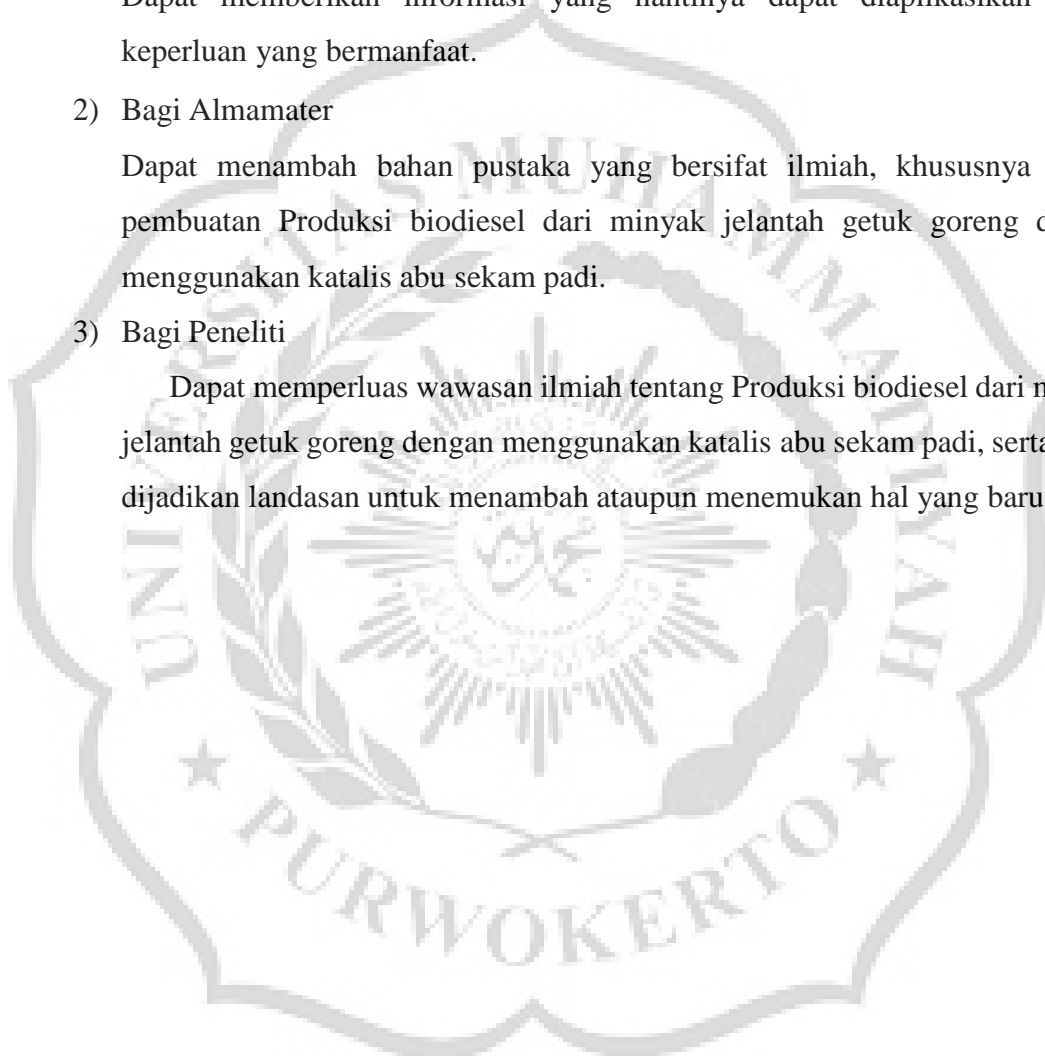 Dapat memberikan informasi yang nantinya dapat diaplikasikan
keperluan yang bermanfaat.
2) Bagi Almamater
Dapat menambah bahan pustaka yang bersifat ilmiah, khususnya
pembuatan Produksi biodiesel dari minyak jelantah getuk goreng d
menggunakan katalis abu sekam padi.
3) Bagi Peneliti
Dapat memperluas wawasan ilmiah tentang Produksi biodiesel dari m
jelantah getuk goreng dengan menggunakan katalis abu sekam padi, serta
dijadikan landasan untuk menambah ataupun menemukan hal yang baru
UNIVERSITAS MUHAMMADIYAH
PURWOKERTO